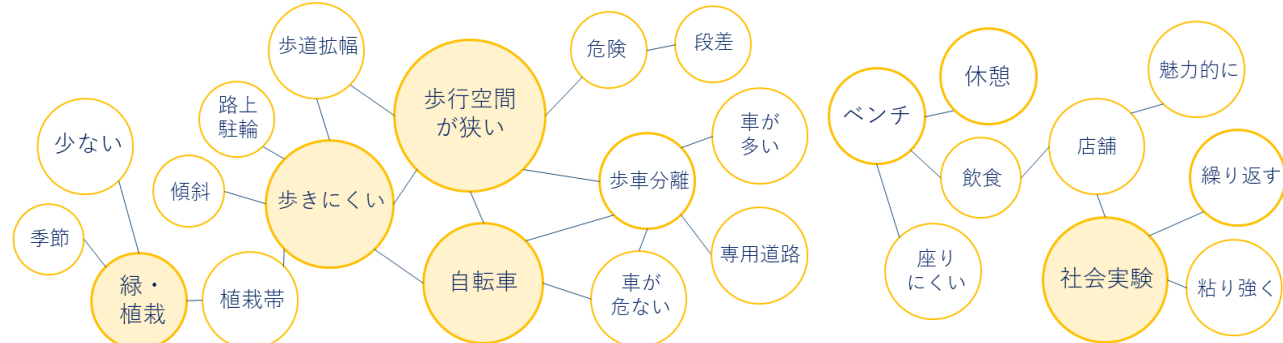 歩道拡幅
歩行空間
が狭い
危険
段差
路上
駐輪
少ない
傾斜
歩きにくい
車が
多い
歩車分離
季節
緑・
植栽
植栽帯
自転車
車が
危ない
専用道路
ベンチ
休憩
魅力的に
店舗
飲食
繰り返す
座り
にくい
社会実験
粘り強く